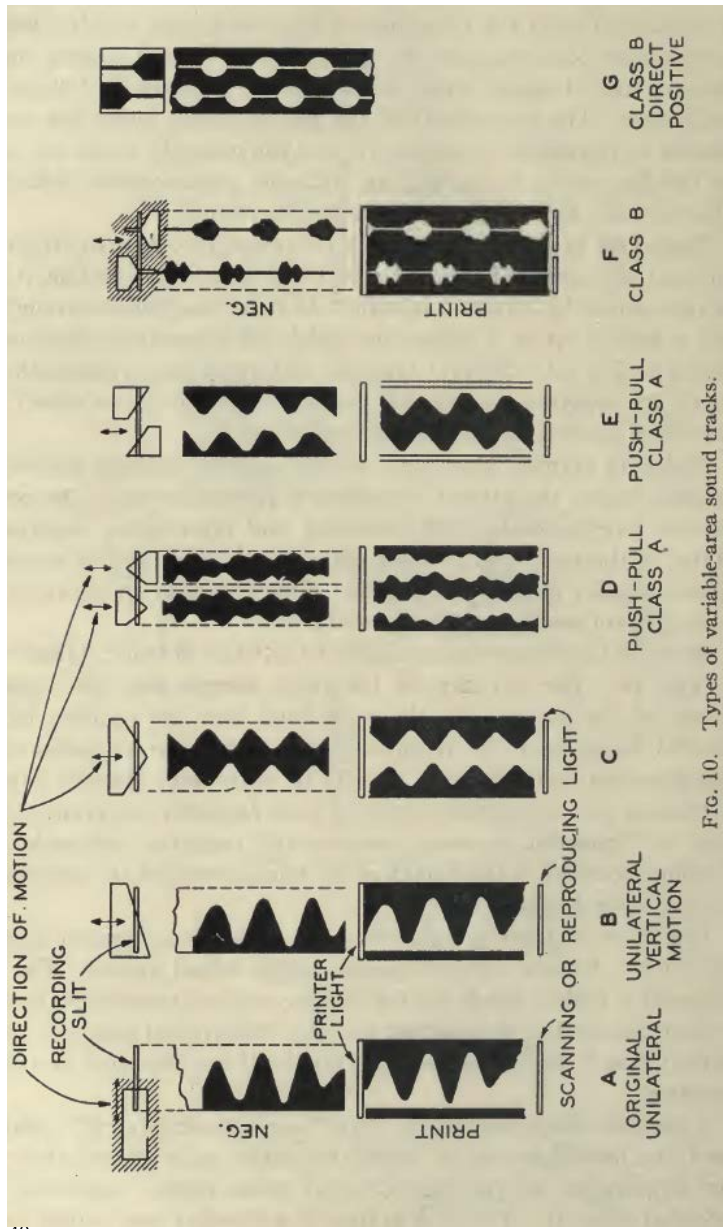 DIRECTION OF MOTION
RECORDING
SLIT
NEG.
NEG.
PRINTER
LIGHT
PRINT
PRINT
SCANNING OR REPRODUCING LIGHT
A
ORIGINAL
UNILATERAL
B
UNILATERAL
VERTICAL
MOTION
C
D
PUSH-PULL
CLASS A
E
PUSH-PULL
CLASS A
F
CLASS B
G
CLASS B
DIRECT
POSITIVE
FIG. 10. Types of variable-area sound tracks.